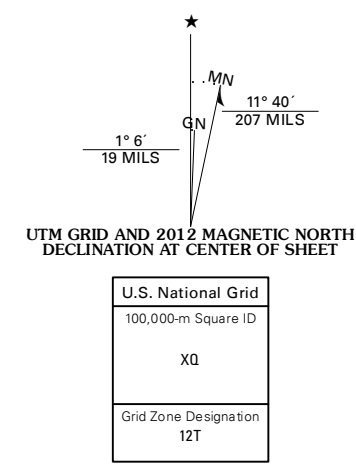 ★
MN
GN
11° 40´
207 MILS
1° 6´
19 MILS
UTM GRID AND 2012 MAGNETIC NORTH
DECLINATION AT CENTER OF SHEET
U.S. National Grid
100,000-m Square ID
XQ
Grid Zone Designation
12T